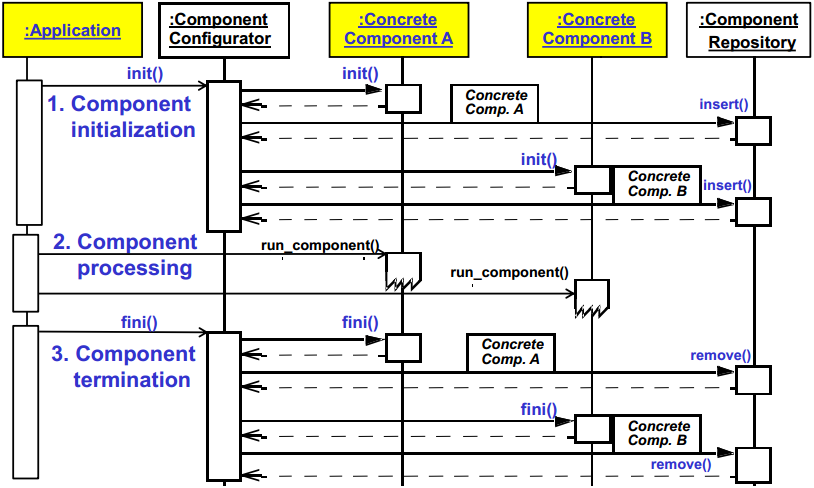 :Application
:Component
Configurator
:Concrete
Component A
:Concrete
Component B
:Component
Repository
init()
init()
1. Component
initialization
Concrete
Comp. A
insert()
init()
Concrete
Comp. B
insert()
2. Component
processing
run_component()
run_component()
fini()
fini()
3. Component
termination
Concrete
Comp. A
remove()
fini()
Concrete
Comp. B
remove()